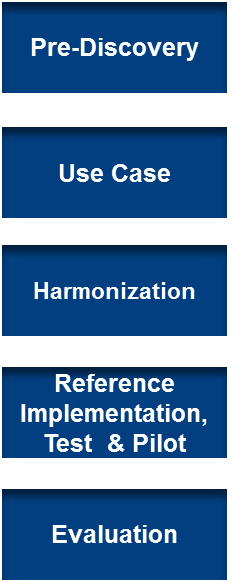 Pre-Discovery
Use Case
Harmonization
Reference
Implementation,
Test & Pilot
Evaluation